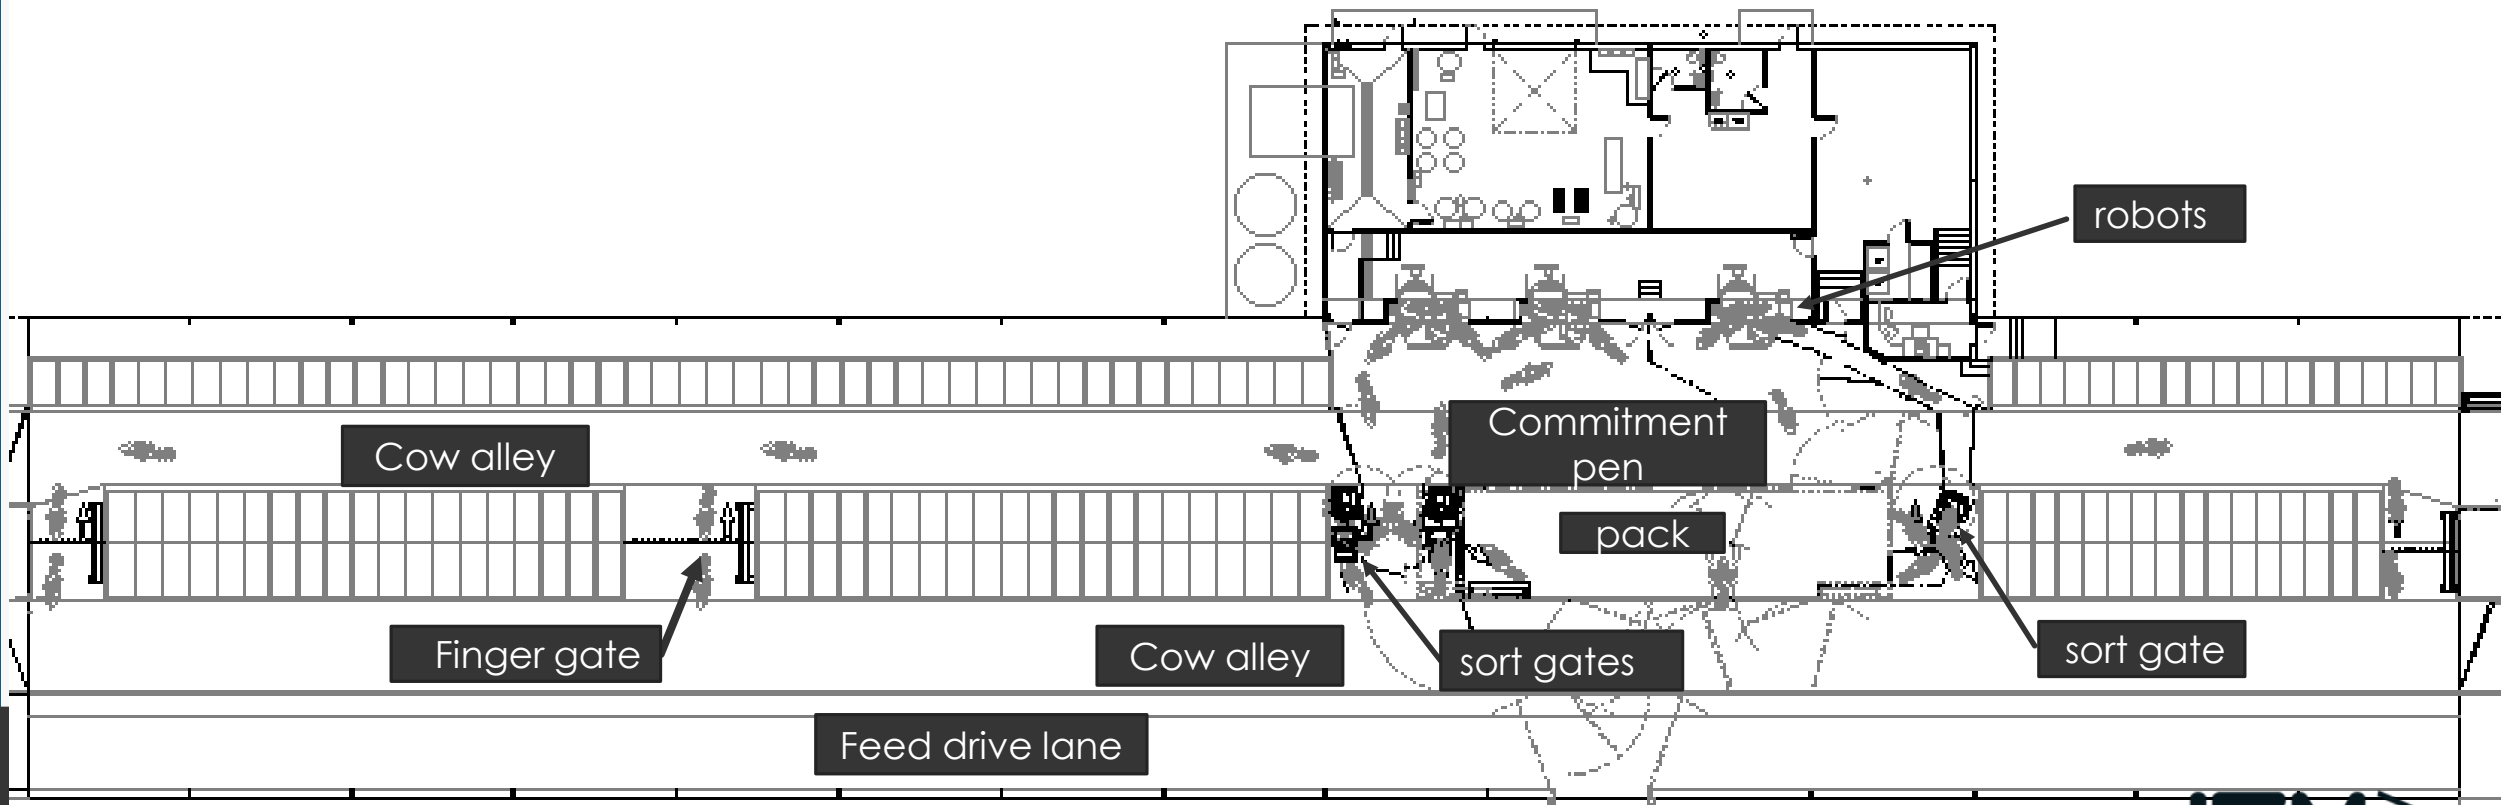 robots
Commitment
pen
Cow alley
pack
Finger gate
Cow alley
sort gates
sort gate
Feed drive lane